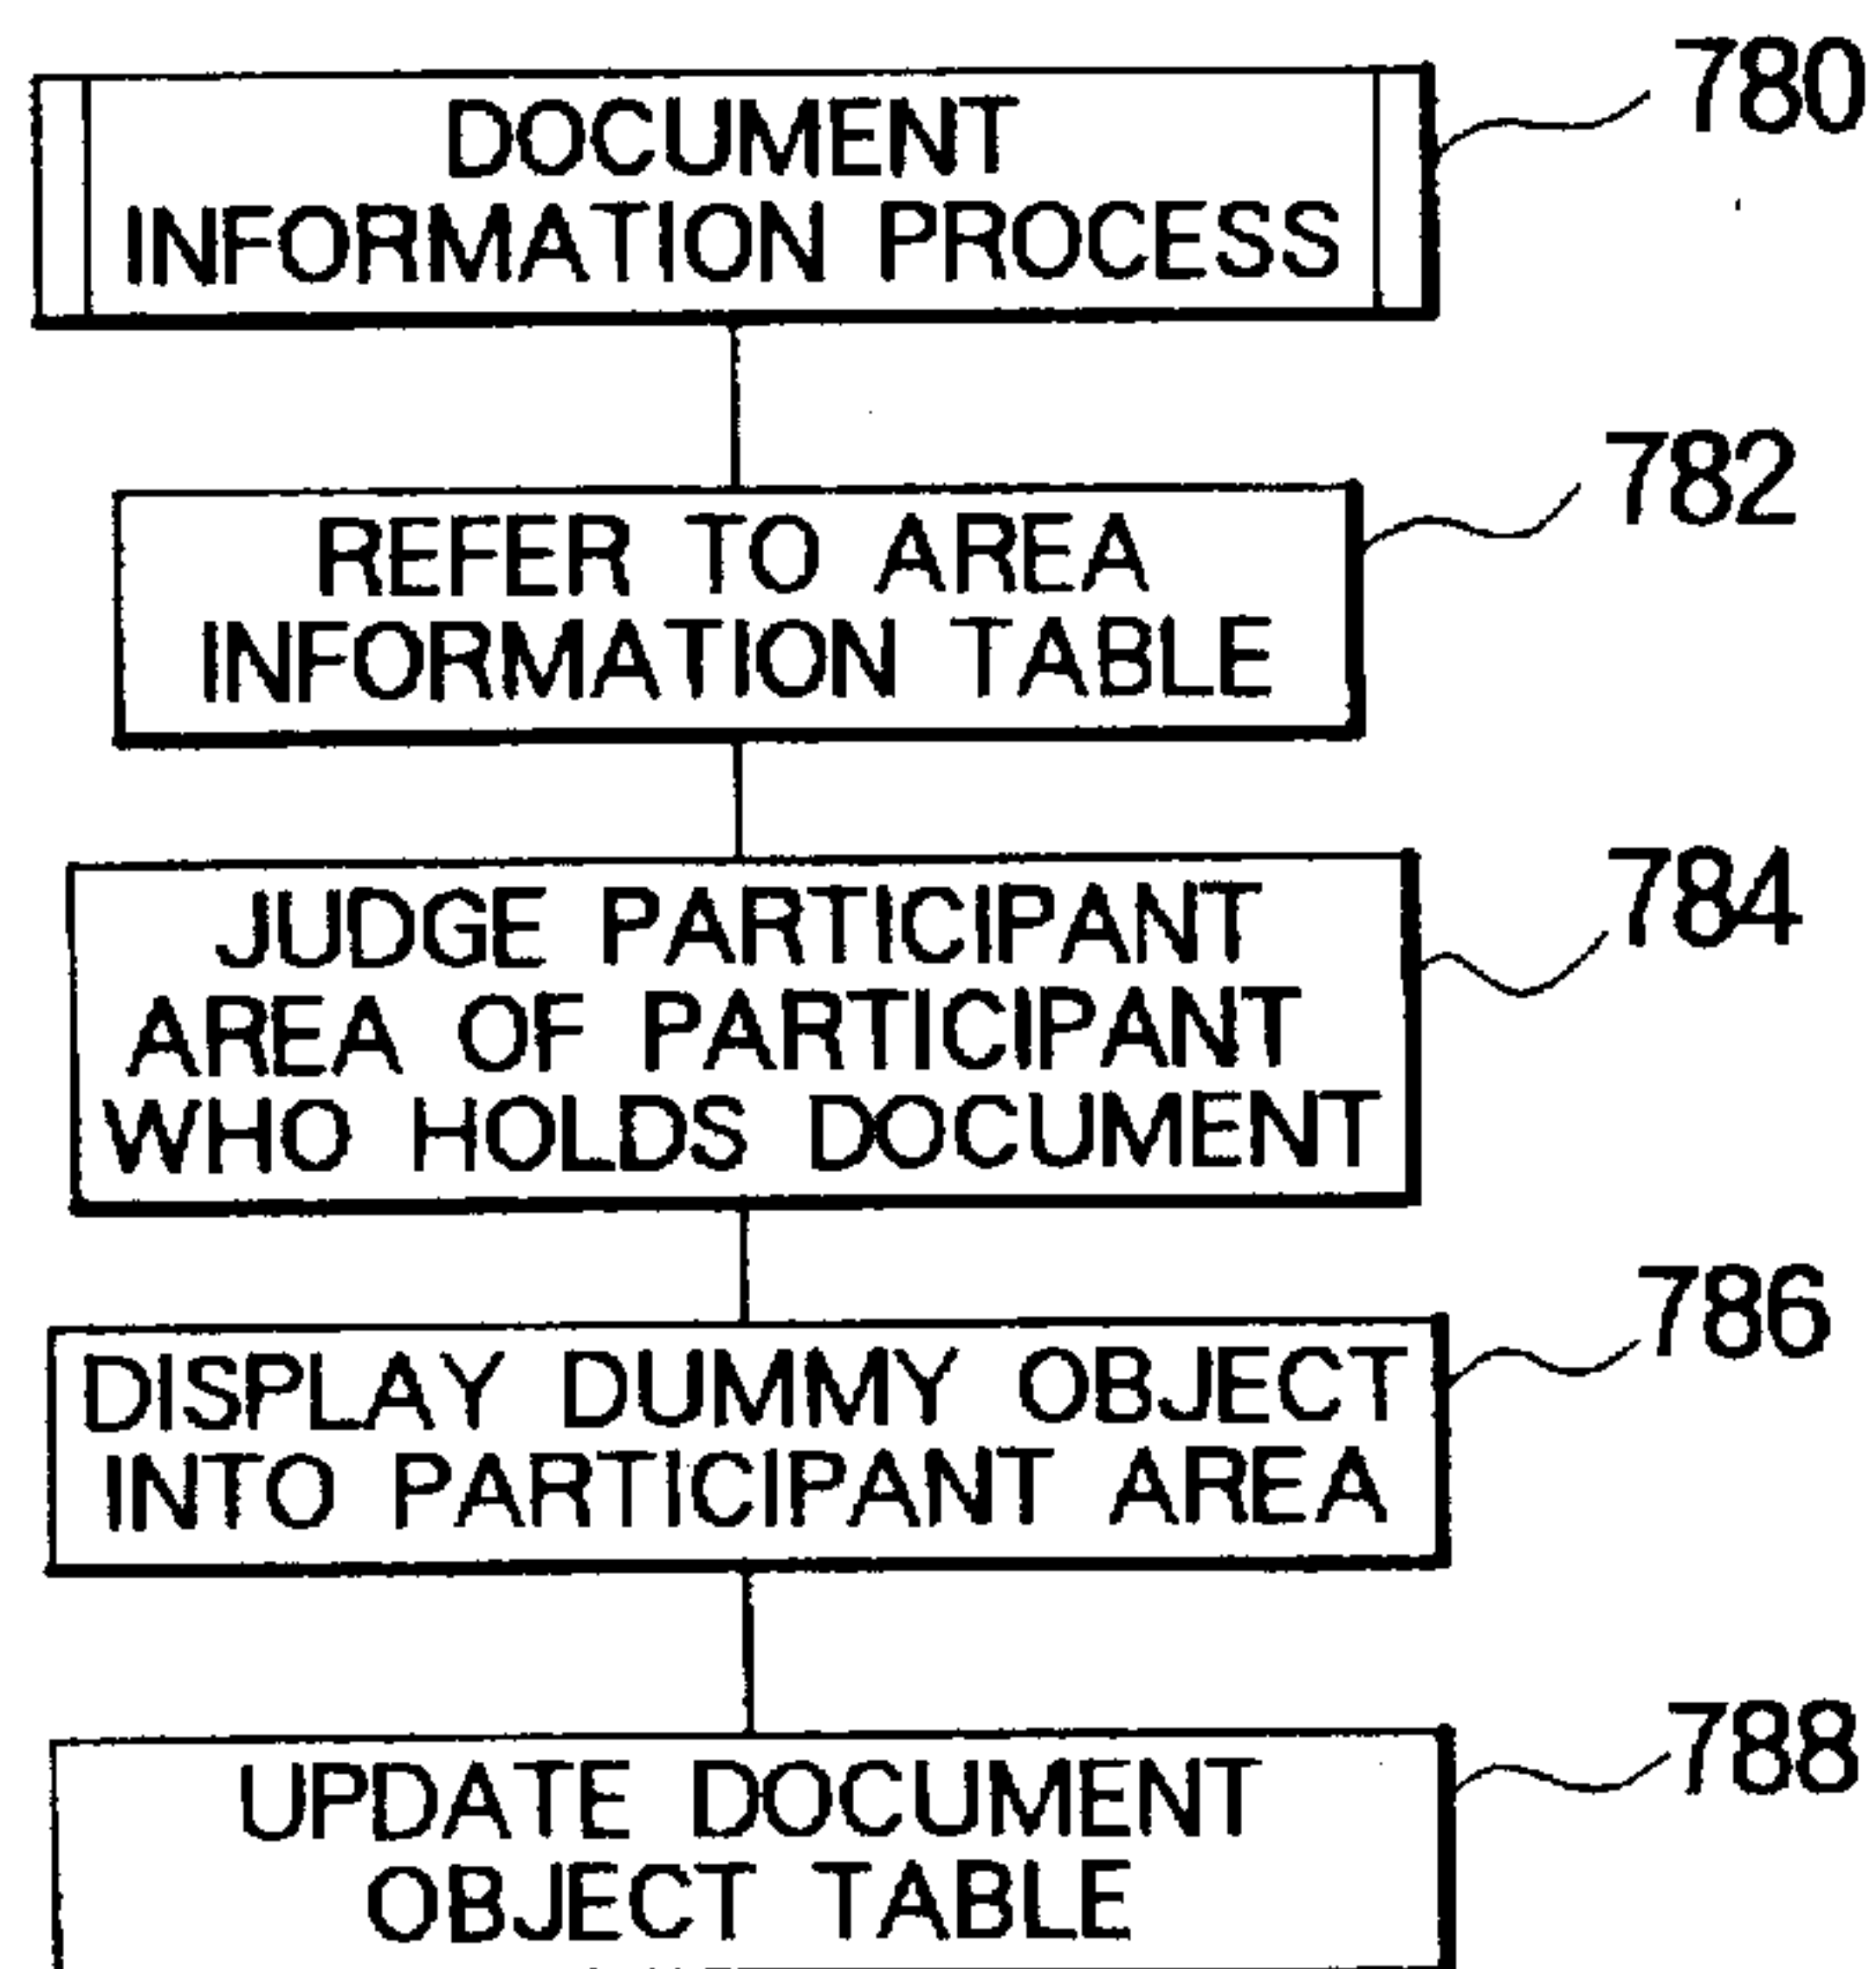 DOCUMENT
INFORMATION PROCESS
780
REFER TO AREA
INFORMATION TABLE
782
JUDGE PARTICIPANT
AREA OF PARTICIPANT
WHO HOLDS DOCUMENT
784
DISPLAY DUMMY OBJECT
INTO PARTICIPANT AREA
786
UPDATE DOCUMENT
OBJECT TABLE
788